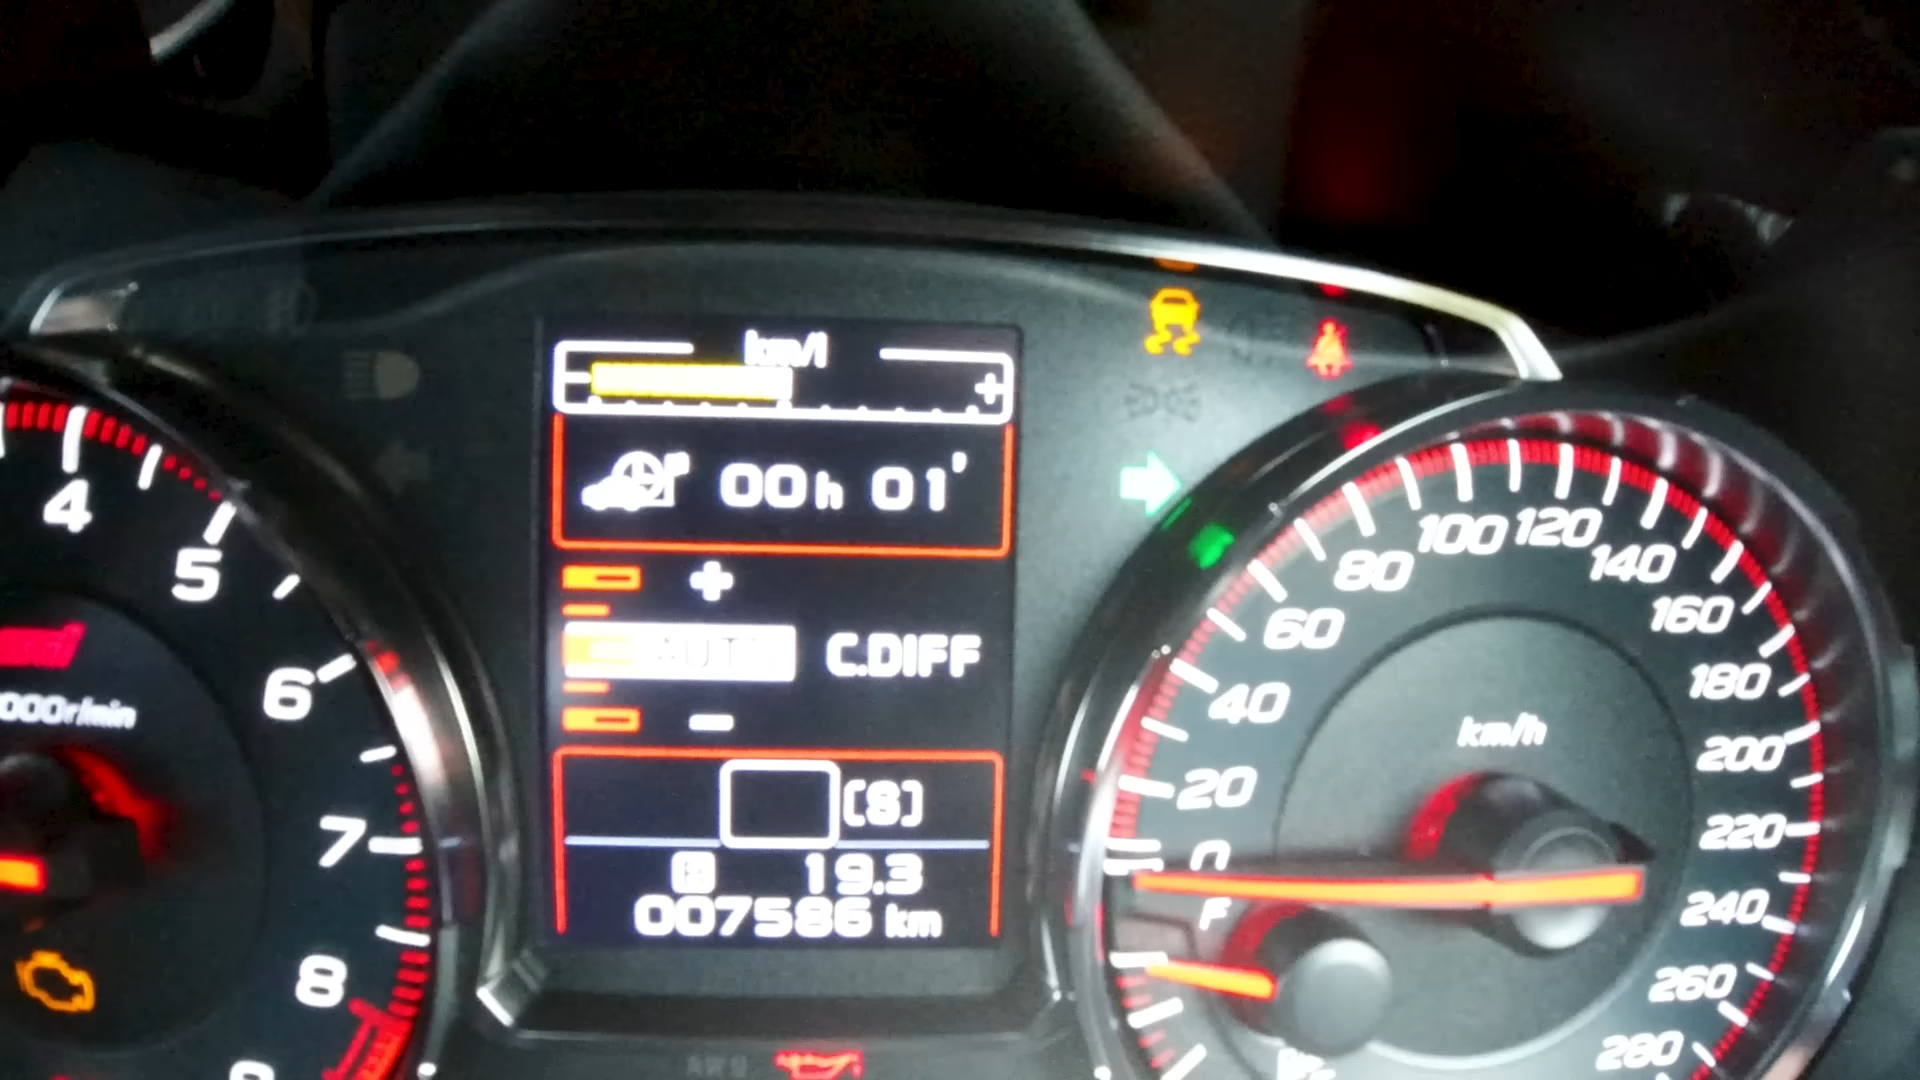 km/l
- +
00h 01'
+
AUTO C.DIFF
-
[S]
B 19.3
007586 km
4
5
6
7
8
000r/min
0
20
40
60
80
100
120
140
160
180
200
220
240
260
280
km/h
F
AWD